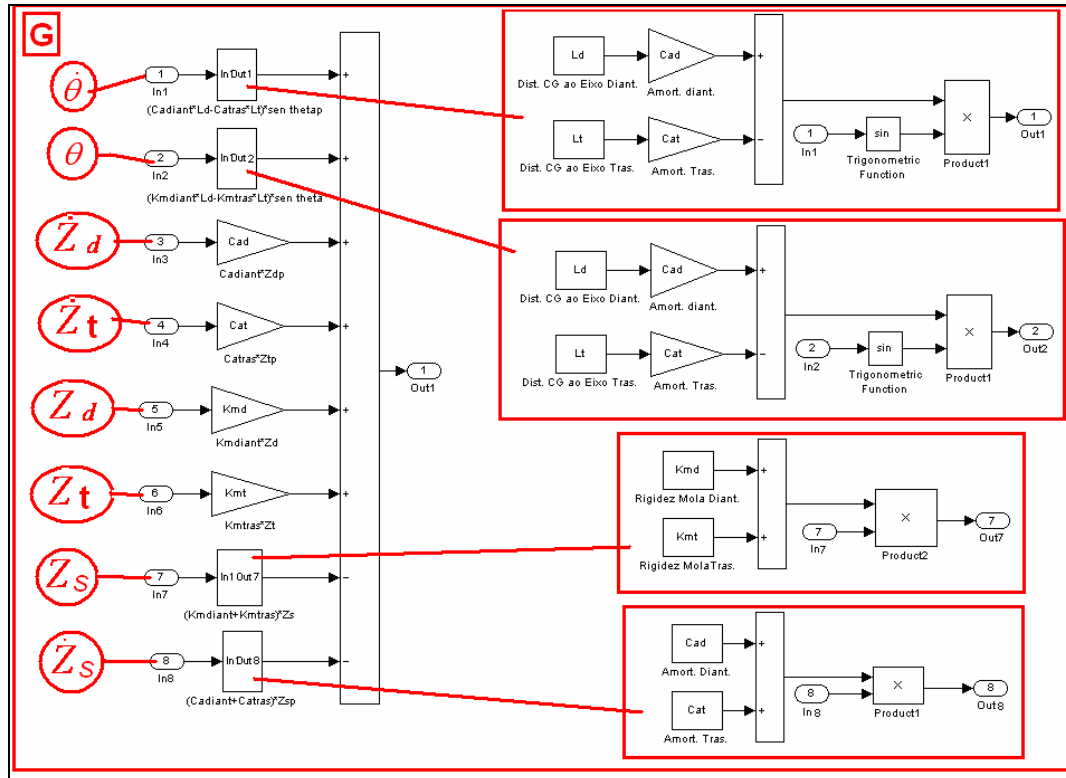 G
θ̇
1
In1
In Out1
(Cadiant*Ld-Catras*Lt)*sen thetap
+
θ
2
In2
In Out2
(Kmdiant*Ld-Kmtras*Lt)*sen theta
+
Żd
3
In3
Cad
Cadiant*Zdp
+
Żt
4
In4
Cat
Catras*Ztp
+
Zd
5
In5
Kmd
Kmdiant*Zd
+
Zt
6
In6
Kmt
Kmtras*Zt
+
Zs
7
In7
In1 Out7
(Kmdiant+Kmtras)*Zs
−
Żs
8
In8
In Out8
(Cadiant+Catras)*Zsp
−
1
Out1
Ld
Dist. CG ao Eixo Diant.
Cad
Amort. diant.
+
Lt
Dist. CG ao Eixo Tras.
Cat
Amort. Tras.
−
1
In1
sin
Trigonometric
Function
×
Product1
1
Out1
Ld
Dist. CG ao Eixo Diant.
Cad
Amort. diant.
+
Lt
Dist. CG ao Eixo Tras.
Cat
Amort. Tras.
−
2
In2
sin
Trigonometric
Function
×
Product1
2
Out2
Kmd
Rigidez Mola Diant.
+
Kmt
Rigidez MolaTras.
+
7
In7
×
Product2
7
Out7
Cad
Amort. Diant.
+
Cat
Amort. Tras.
+
8
In8
×
Product1
8
Out8